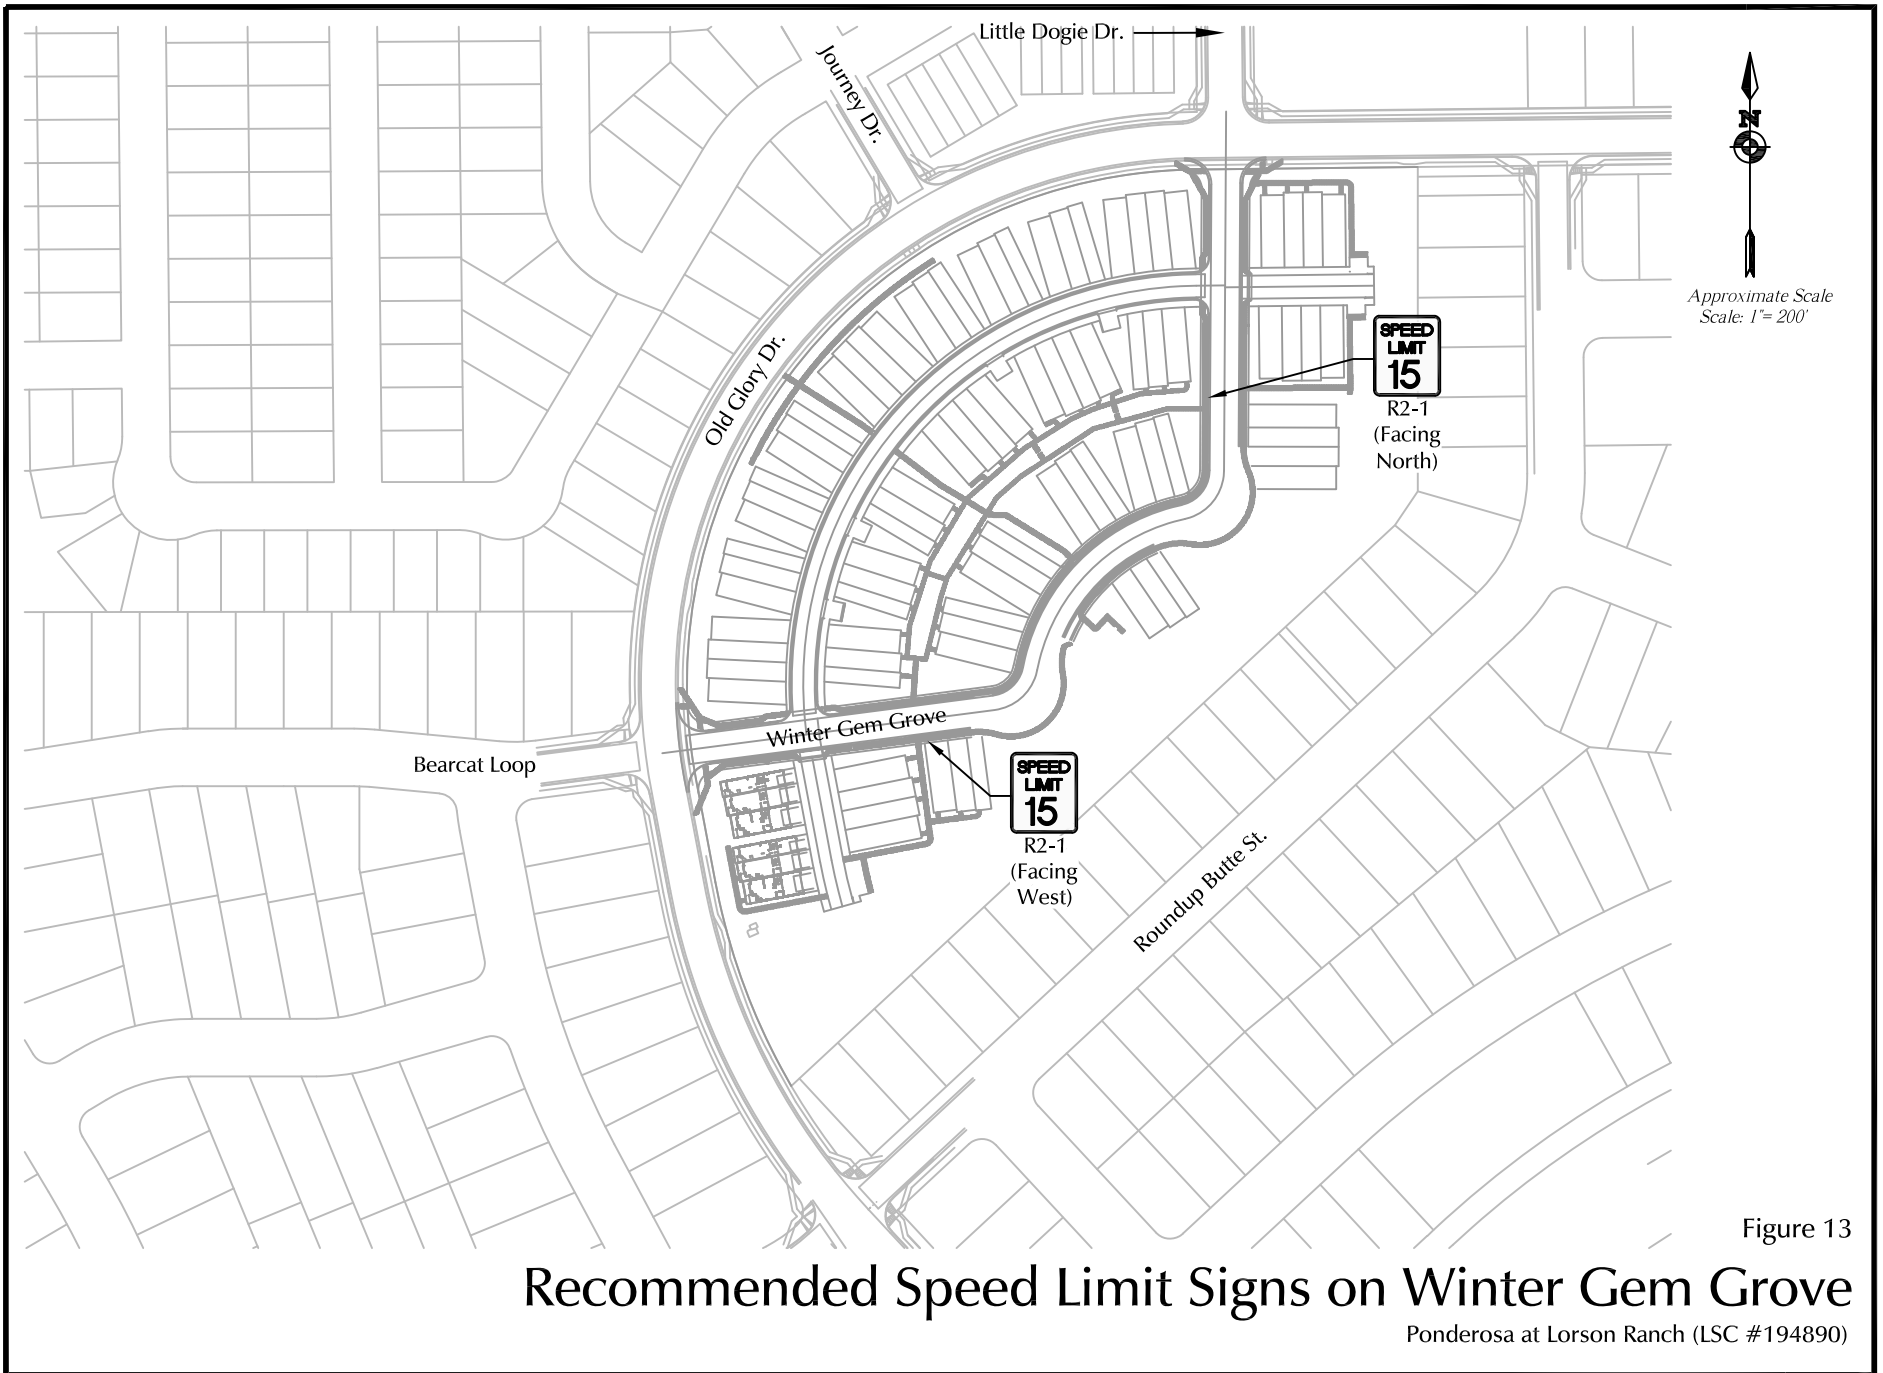 Little Dogie Dr.
Journey Dr.
N
Approximate Scale
Scale: 1"= 200'
SPEED
LIMIT
15
R2-1
(Facing
North)
Old Glory Dr.
Winter Gem Grove
Bearcat Loop
SPEED
LIMIT
15
R2-1
(Facing
West)
Roundup Butte St.
Figure 13
Recommended Speed Limit Signs on Winter Gem Grove
Ponderosa at Lorson Ranch (LSC #194890)